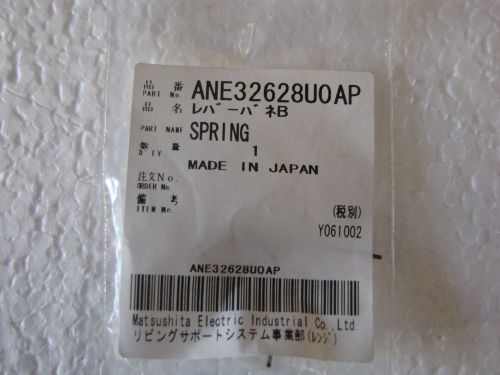 品 番
PART No. ANE32628U0AP
品 名 レバーバネB
PART NAME SPRING
数 量
Q'TY 1
MADE IN JAPAN
注文No.
ORDER No.
備 考
ITEM No.
(税別)
Y061002
ANE32628U0AP
Matsushita Electric Industrial Co., Ltd.
リビングサポートシステム事業部(レンジ)